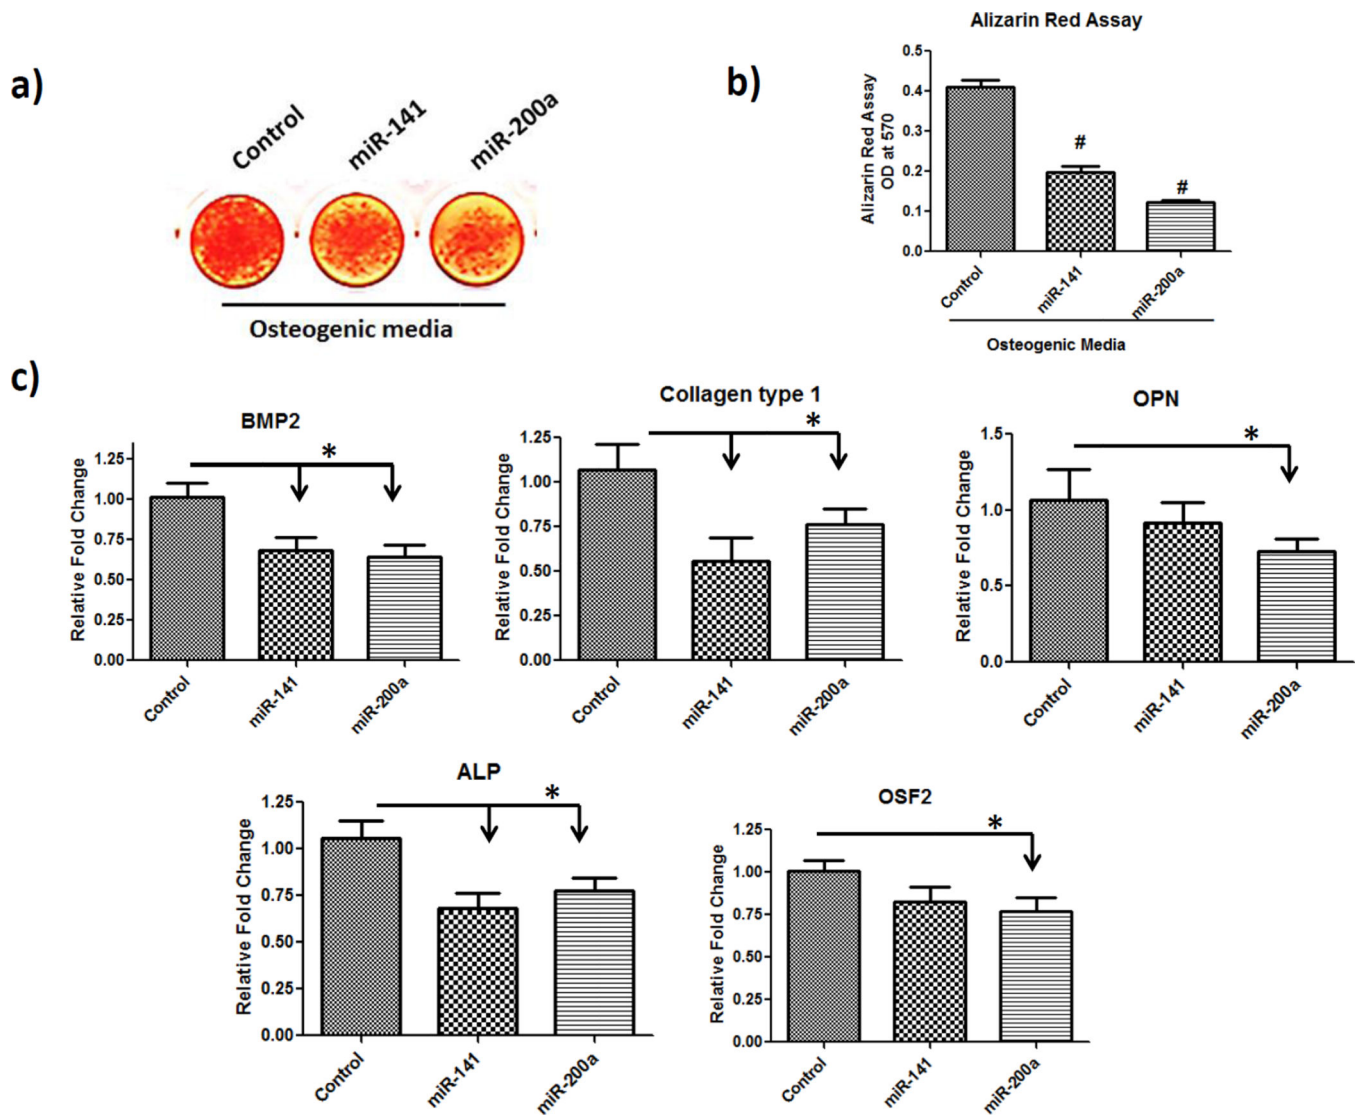 a)
Control
miR-141
miR-200a
Osteogenic media
b)
Alizarin Red Assay
Alizarin Red Assay
OD at 570
0.5
0.4
0.3
0.2
0.1
0.0
#
#
Control
miR-141
miR-200a
Osteogenic Media
c)
BMP2
Relative Fold Change
1.25
1.00
0.75
0.50
0.25
0.00
*
Control
miR-141
miR-200a
Collagen type 1
Relative Fold Change
1.25
1.00
0.75
0.50
0.25
0.00
*
Control
miR-141
miR-200a
OPN
Relative Fold Change
1.5
1.0
0.5
0.0
*
Control
miR-141
miR-200a
ALP
Relative Fold Change
1.25
1.00
0.75
0.50
0.25
0.00
*
Control
miR-141
miR-200a
OSF2
Relative Fold Change
1.25
1.00
0.75
0.50
0.25
0.00
*
Control
miR-141
miR-200a